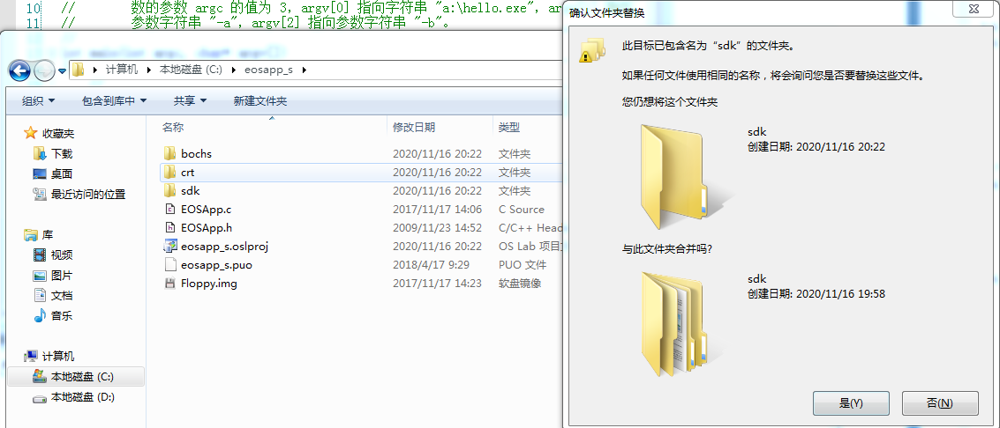 10 // 数的参数 argc 的值为 3，argv[0] 指向字符串 "a:\hello.exe"，ar
11 // 参数字符串 "-a"，argv[2] 指向字符串 "-b"。
计算机 本地磁盘 (C:) eosapp_s
组织 包含到库中 共享 新建文件夹
收藏夹
下载
桌面
最近访问的位置
库
视频
图片
文档
音乐
计算机
本地磁盘 (C:)
本地磁盘 (D:)
名称 修改日期 类型
bochs 2020/11/16 20:22 文件夹
crt 2020/11/16 20:22 文件夹
sdk 2020/11/16 20:22 文件夹
EOSApp.c 2017/11/17 14:06 C Source
EOSApp.h 2009/11/23 14:52 C/C++ Head
eosapp_s.oslproj 2020/11/16 20:22 OS Lab 项目
eosapp_s.puo 2018/4/17 9:29 PUO 文件
Floppy.img 2017/11/17 14:23 软盘镜像
确认文件夹替换
此目标已包含名为“sdk”的文件夹。
如果任何文件使用相同的名称，将会询问您是否要替换这些文件。
您仍想将这个文件夹
sdk
创建日期: 2020/11/16 20:22
与此文件夹合并吗?
sdk
创建日期: 2020/11/16 19:58
是(Y) 否(N)